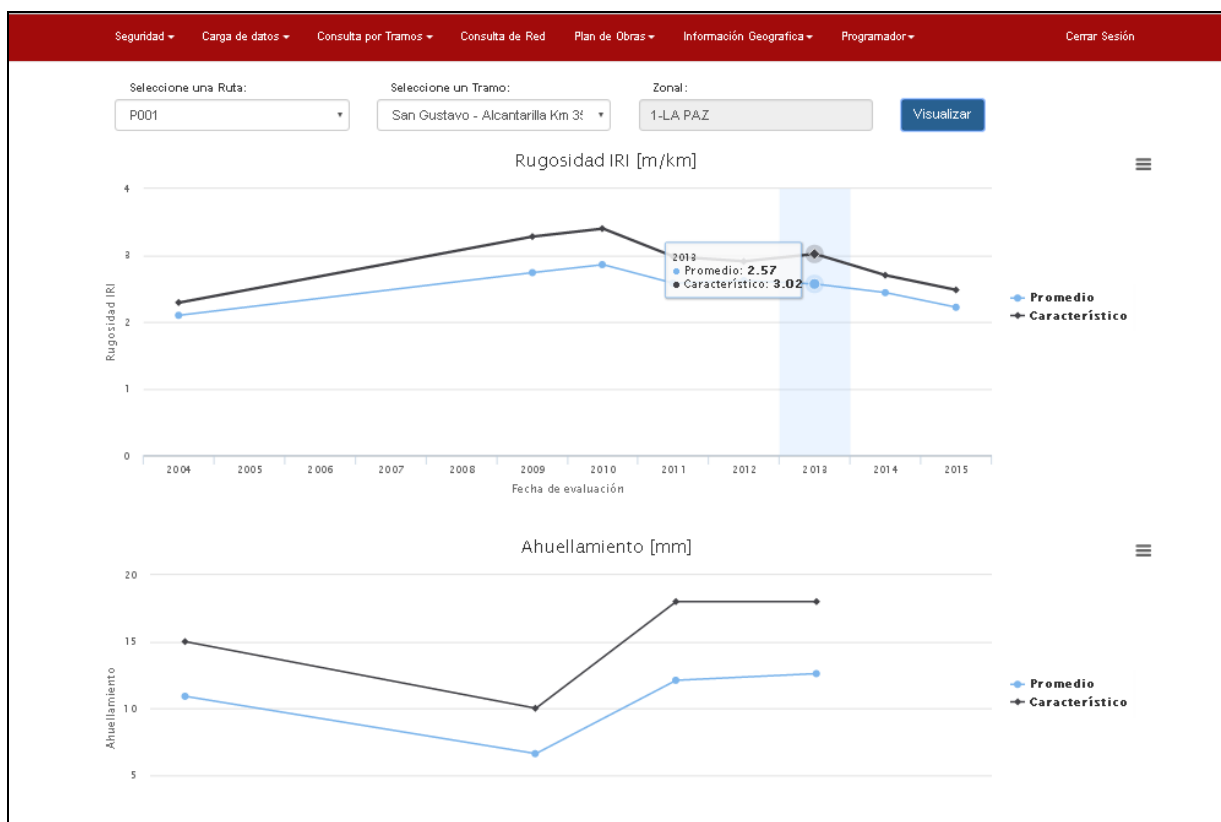 Seguridad Carga de datos Consulta por Tramos Consulta de Red Plan de Obras Información Geografica Programador Cerrar Sesión
Seleccione una Ruta: Seleccione un Tramo: Zonal:
P001 San Gustavo - Alcantarilla Km 35 1-LA PAZ Visualizar
Rugosidad IRI [m/km]
4
3
2
1
0
Rugosidad IRI
2013
Promedio: 2.57
Característico: 3.02
Promedio
Característico
2004 2005 2006 2007 2008 2009 2010 2011 2012 2013 2014 2015
Fecha de evaluación
Ahuellamiento [mm]
20
15
10
5
Ahuellamiento
Promedio
Característico